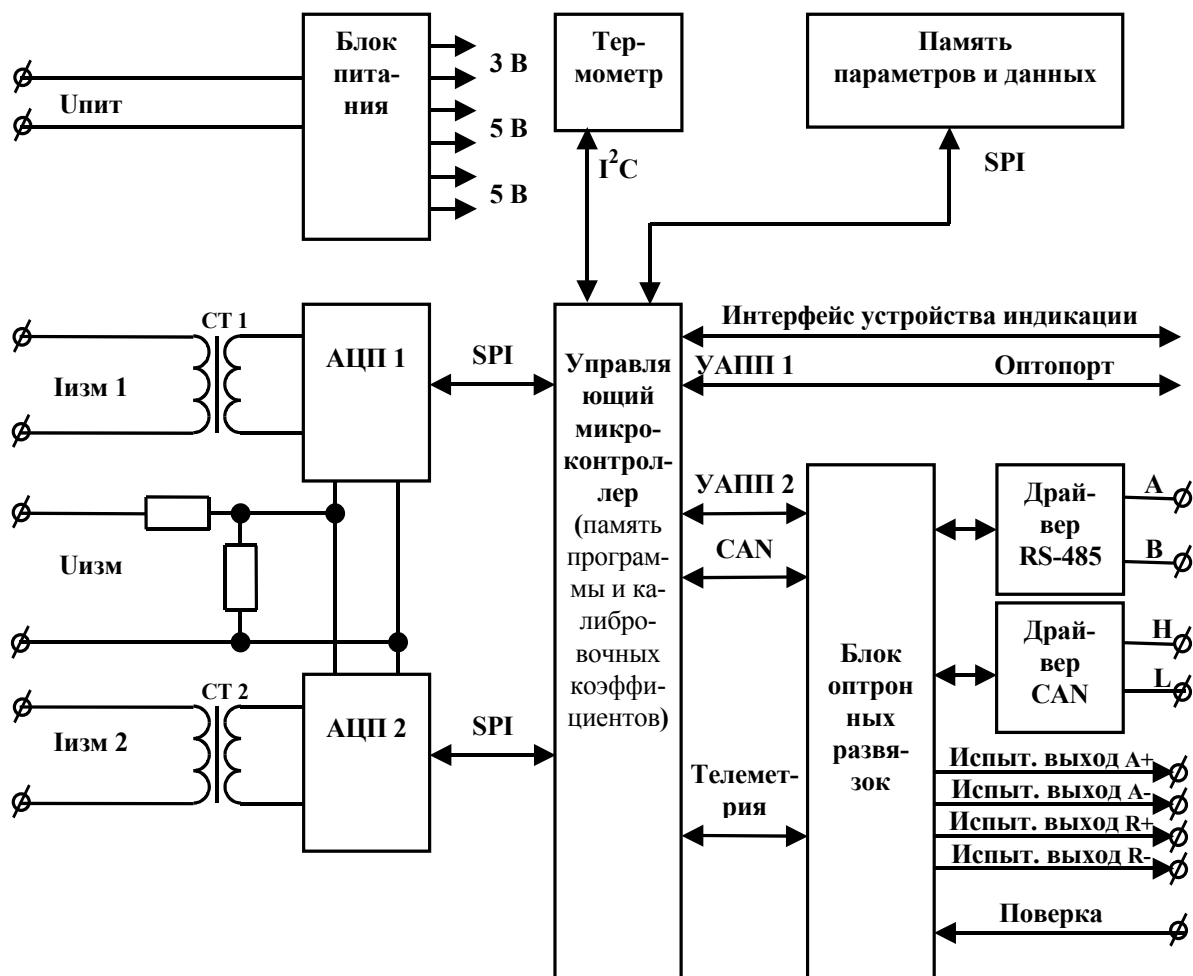 Блок
пита-
ния
3 В
5 В
5 В
Uпит
Тер-
мометр
I²C
Память
параметров и данных
SPI
СТ 1
Iизм 1
АЦП 1
SPI
Uизм
СТ 2
Iизм 2
АЦП 2
SPI
Управля
ющий
микро-
контрол-
лер
(память
програм-
мы и ка-
либро-
вочных
коэффи-
циентов)
Интерфейс устройства индикации
УАПП 1
Оптопорт
УАПП 2
CAN
Телемет-
рия
Блок
оптрон
ных
развя-
зок
Драй-
вер
RS-485
A
B
Драй-
вер
CAN
H
L
Испыт. выход A+
Испыт. выход A-
Испыт. выход R+
Испыт. выход R-
Поверка